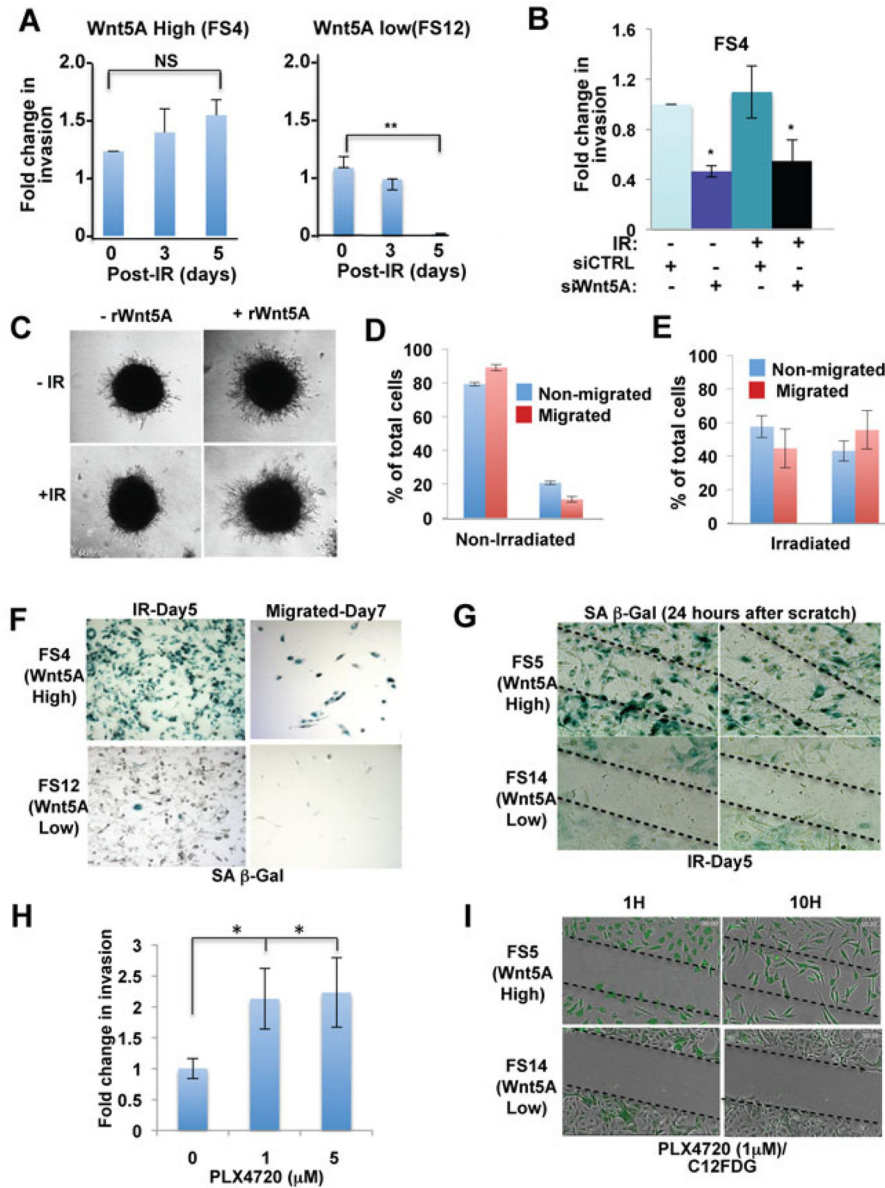 A
Wnt5A High (FS4)
Fold change in
invasion
2.0
1.5
1
0
NS
0 3 5
Post-IR (days)
Wnt5A low(FS12)
2.0
1.5
1
0
**
0 3 5
Post-IR (days)
B
FS4
Fold change in
invasion
1.6
1.2
0.8
0.4
0
*
*
IR: - - + +
siCTRL + - + -
siWnt5A: - + - +
C
- rWnt5A + rWnt5A
- IR
+IR
D
% of total cells
100
80
60
40
20
0
Non-migrated
Migrated
Non-Irradiated
E
% of total cells
100
80
60
40
20
0
Non-migrated
Migrated
Irradiated
F
IR-Day5 Migrated-Day7
FS4
(Wnt5A
High)
FS12
(Wnt5A
Low)
SA β-Gal
G
SA β-Gal (24 hours after scratch)
FS5
(Wnt5A
High)
FS14
(Wnt5A
Low)
IR-Day5
H
Fold change in invasion
3
2.5
2
1.5
1
0.5
0
* *
0 1 5
PLX4720 (μM)
I
1H 10H
FS5
(Wnt5A
High)
FS14
(Wnt5A
Low)
PLX4720 (1μM)/
C12FDG